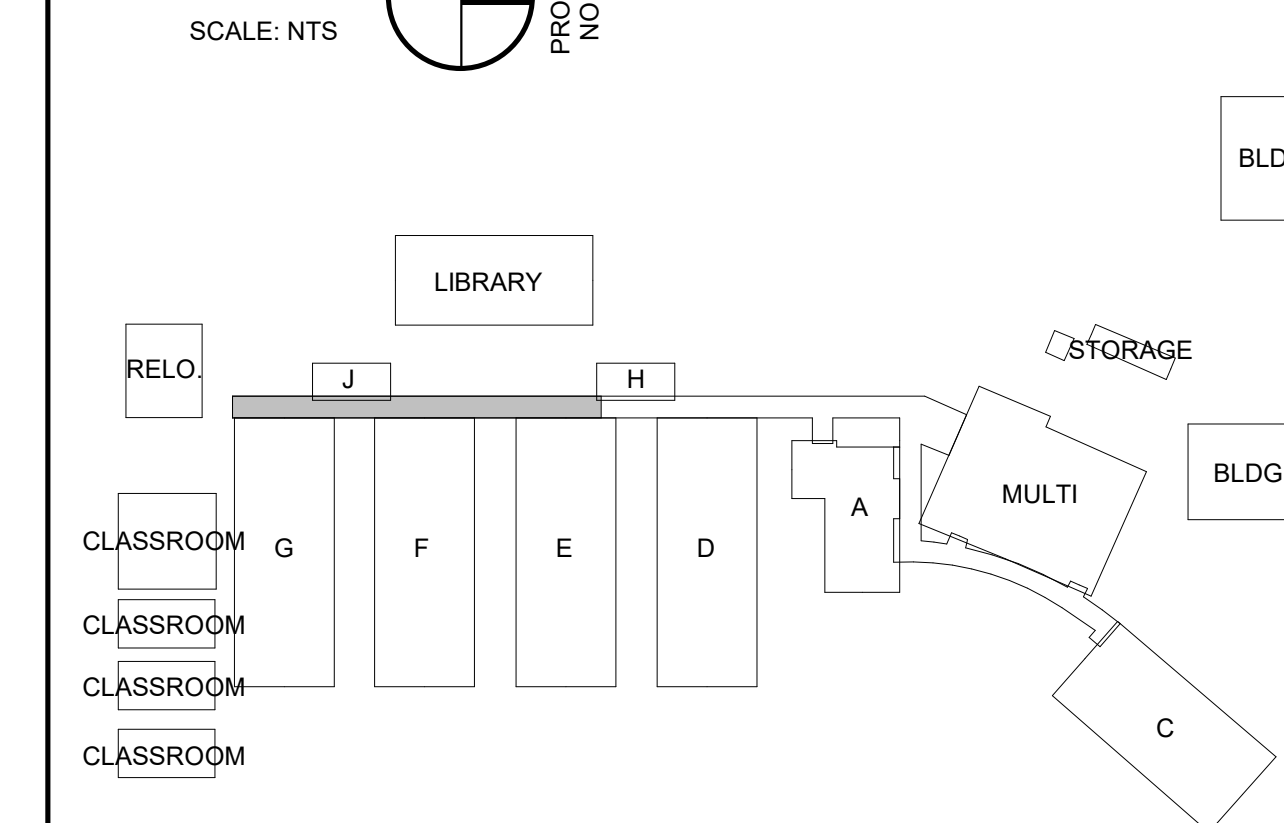 SCALE: NTS
PRO
NO
BLD
LIBRARY
STORAGE
RELO.
J
H
BLDG
MULTI
A
CLASSROOM
G
F
E
D
CLASSROOM
CLASSROOM
C
CLASSROOM